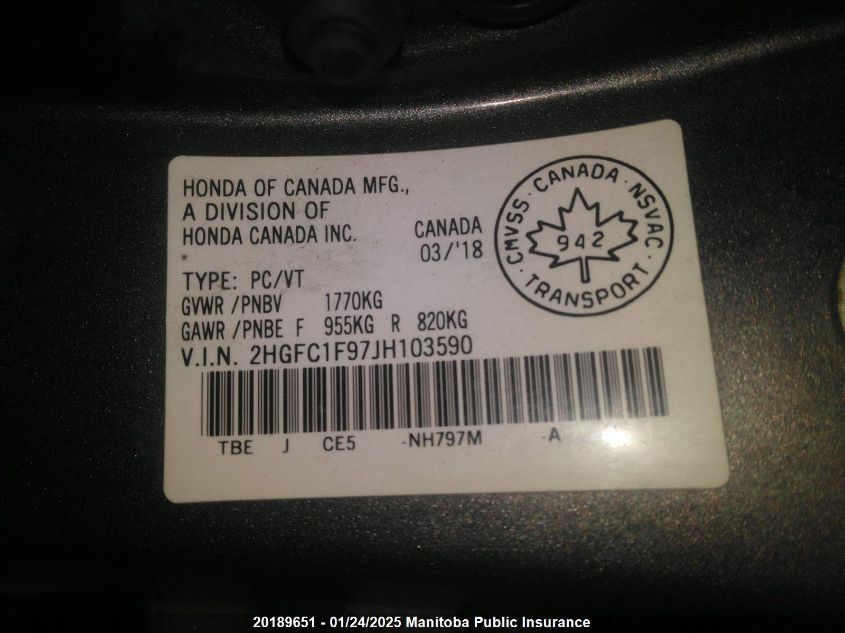 HONDA OF CANADA MFG.,
A DIVISION OF
HONDA CANADA INC.
CANADA
03/'18
TYPE: PC/VT
GVWR /PNBV 1770KG
GAWR /PNBE F 955KG R 820KG
V.I.N. 2HGFC1F97JH103590
TBE J CE5 -NH797M -A
CMVSS · CANADA · NSVAC · TRANSPORT ·
942
20189651 - 01/24/2025 Manitoba Public Insurance